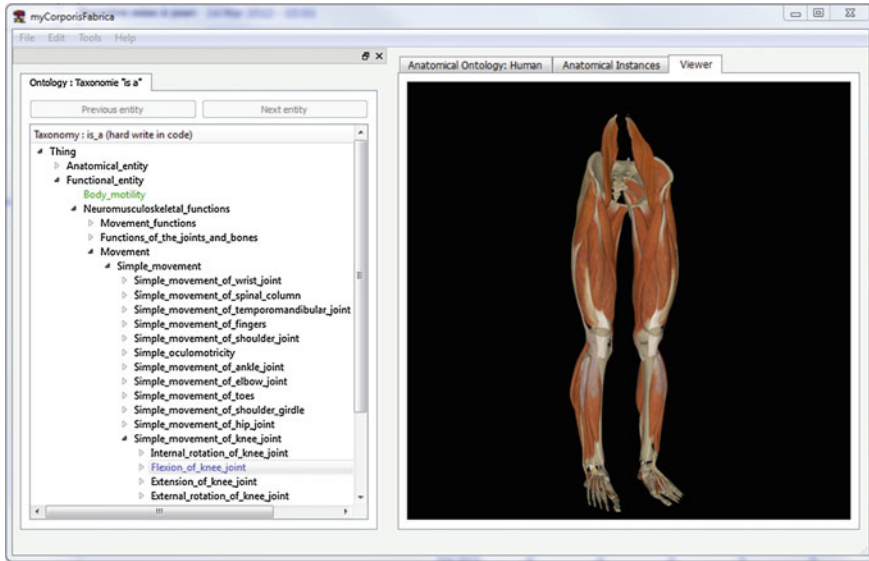 myCorporisFabrica
File Edit Tools Help
Ontology : Taxonomie "is a"
Previous entity Next entity
Taxonomy : is_a (hard write in code)
Thing
Anatomical_entity
Functional_entity
Body_motility
Neuromusculoskeletal_functions
Movement_functions
Functions_of_the_joints_and_bones
Movement
Simple_movement
Simple_movement_of_wrist_joint
Simple_movement_of_spinal_column
Simple_movement_of_temporomandibular_joint
Simple_movement_of_fingers
Simple_movement_of_shoulder_joint
Simple_oculomotricity
Simple_movement_of_ankle_joint
Simple_movement_of_elbow_joint
Simple_movement_of_toes
Simple_movement_of_shoulder_girdle
Simple_movement_of_hip_joint
Simple_movement_of_knee_joint
Internal_rotation_of_knee_joint
Flexion_of_knee_joint
Extension_of_knee_joint
External_rotation_of_knee_joint
Anatomical Ontology: Human Anatomical Instances Viewer